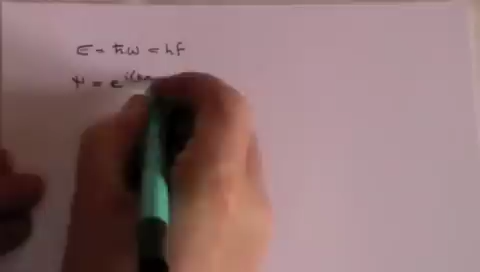 E = ħω = hf
ψ = e^i(k